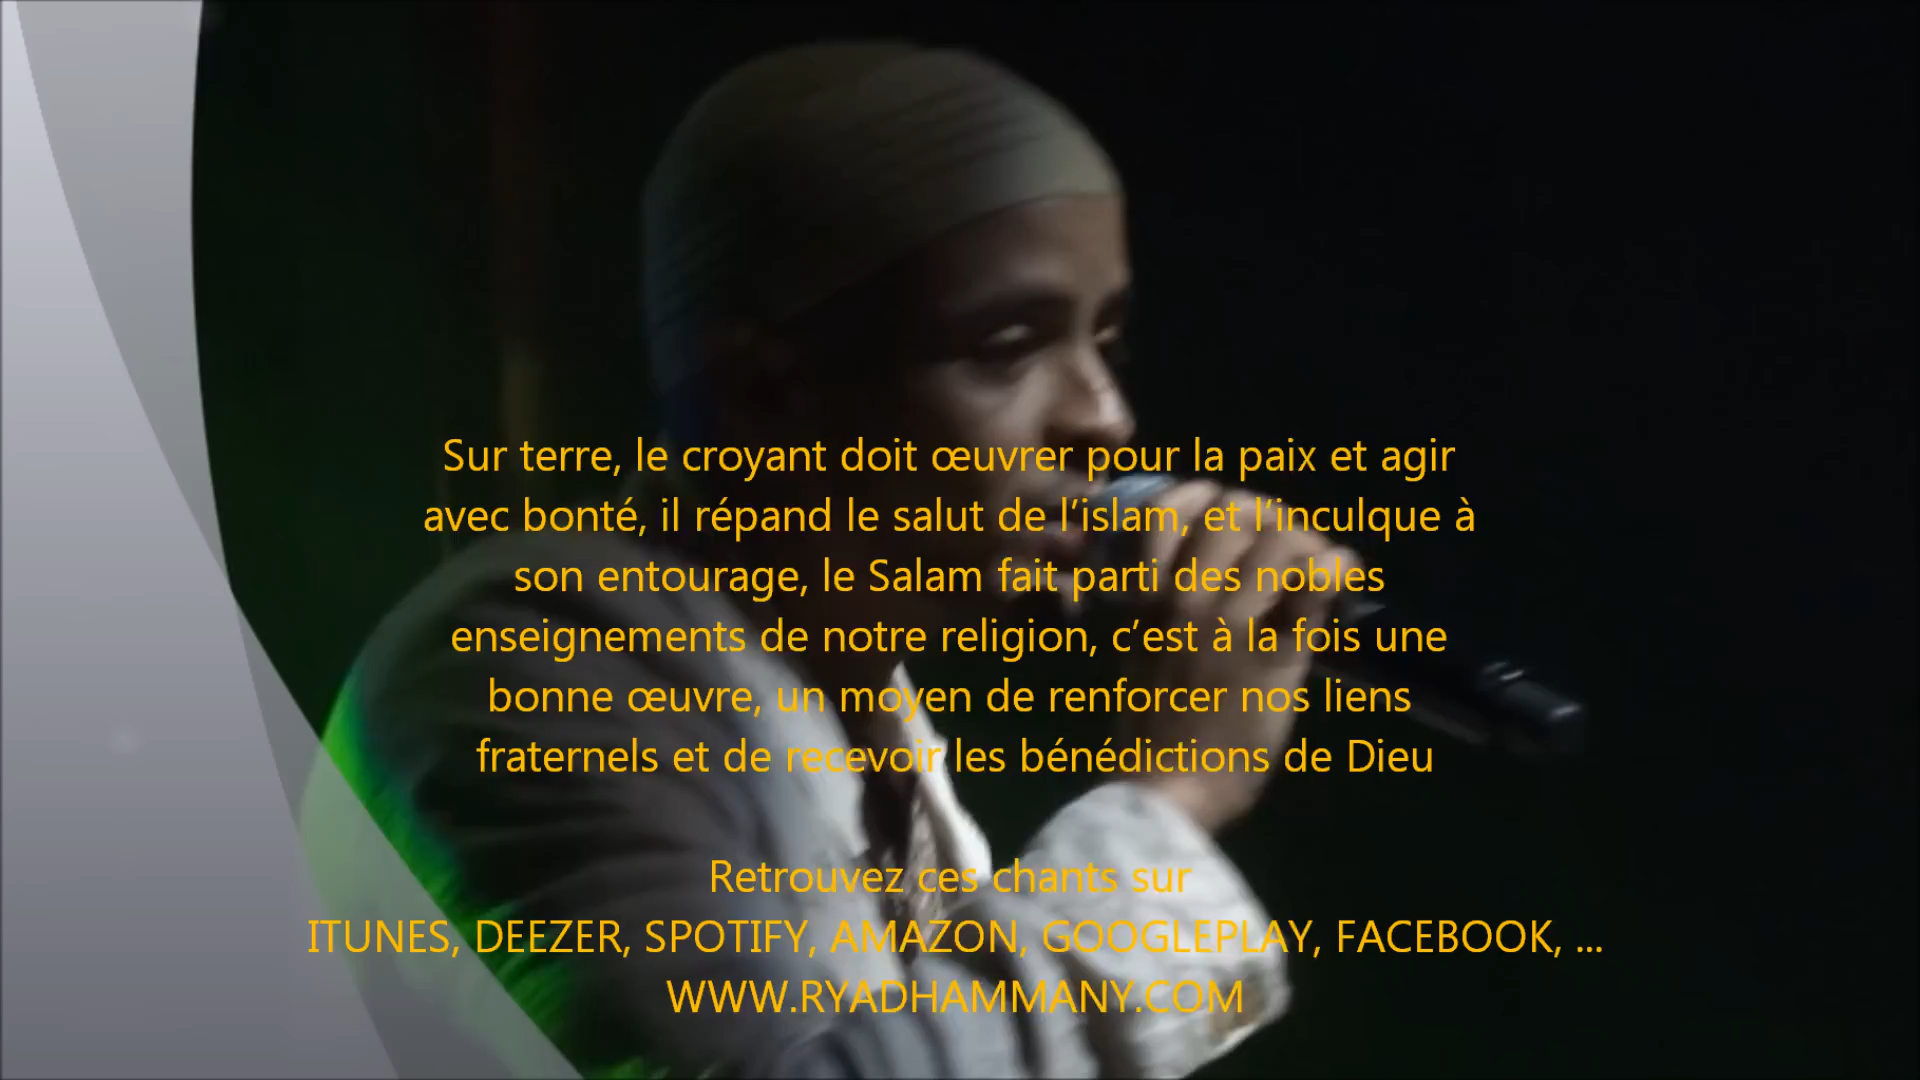 Sur terre, le croyant doit œuvrer pour la paix et agir
avec bonté, il répand le salut de l’islam, et l’inculque à
son entourage, le Salam fait parti des nobles
enseignements de notre religion, c’est à la fois une
bonne œuvre, un moyen de renforcer nos liens
fraternels et de recevoir les bénédictions de Dieu
Retrouvez ces chants sur
ITUNES, DEEZER, SPOTIFY, AMAZON, GOOGLEPLAY, FACEBOOK, ...
WWW.RYADHAMMANY.COM